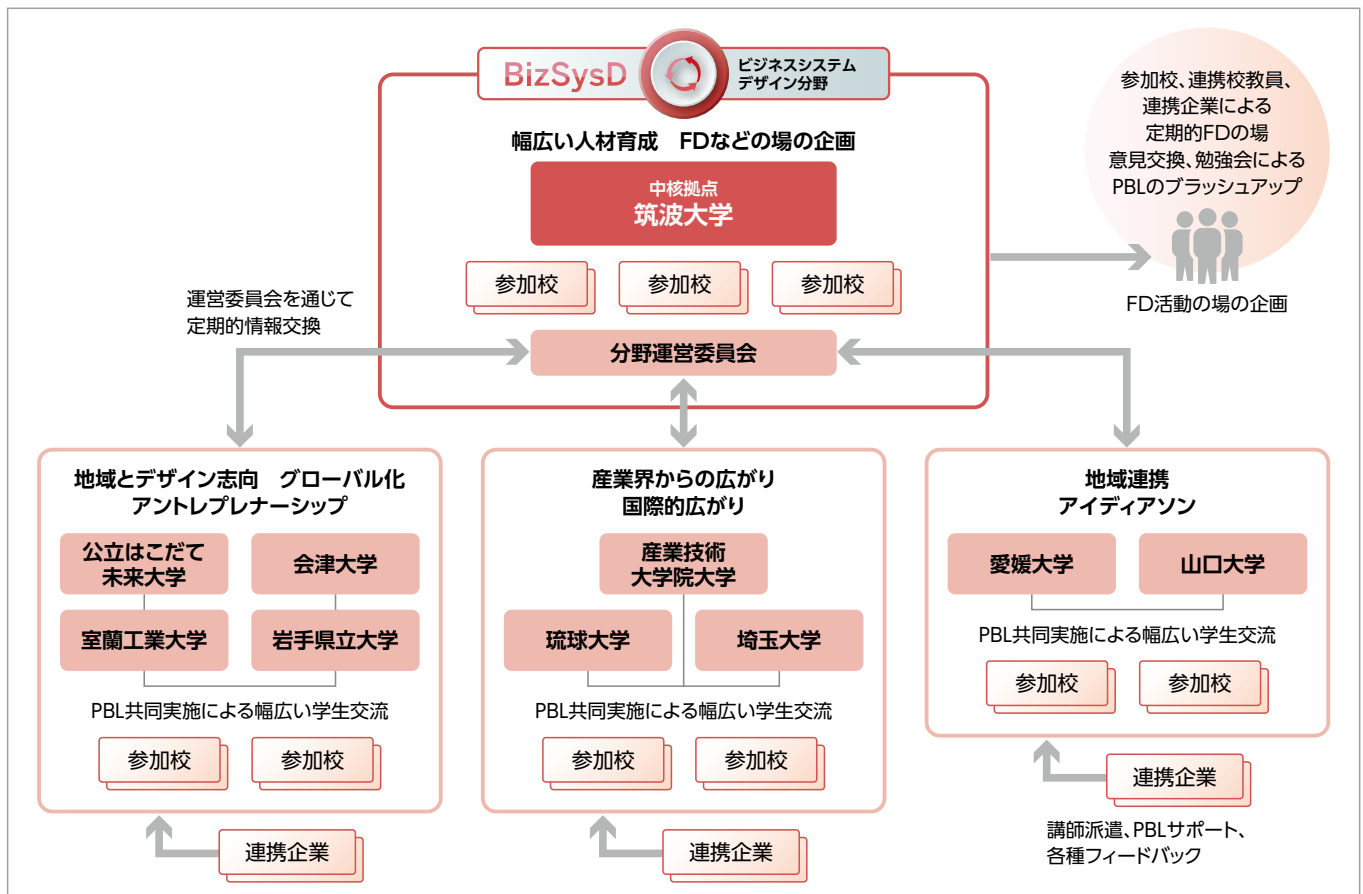 BizSysD
ビジネスシステム
デザイン分野
幅広い人材育成　FDなどの場の企画
中核拠点
筑波大学
参加校
参加校
参加校
分野運営委員会
運営委員会を通じて
定期的情報交換
参加校、連携校教員、
連携企業による
定期的FDの場
意見交換、勉強会による
PBLのブラッシュアップ
FD活動の場の企画
地域とデザイン志向　グローバル化
アントレプレナーシップ
公立はこだて
未来大学
会津大学
室蘭工業大学
岩手県立大学
PBL共同実施による幅広い学生交流
参加校
参加校
連携企業
産業界からの広がり
国際的広がり
産業技術
大学院大学
琉球大学
埼玉大学
PBL共同実施による幅広い学生交流
参加校
参加校
連携企業
地域連携
アイディアソン
愛媛大学
山口大学
PBL共同実施による幅広い学生交流
参加校
参加校
連携企業
講師派遣、PBLサポート、
各種フィードバック